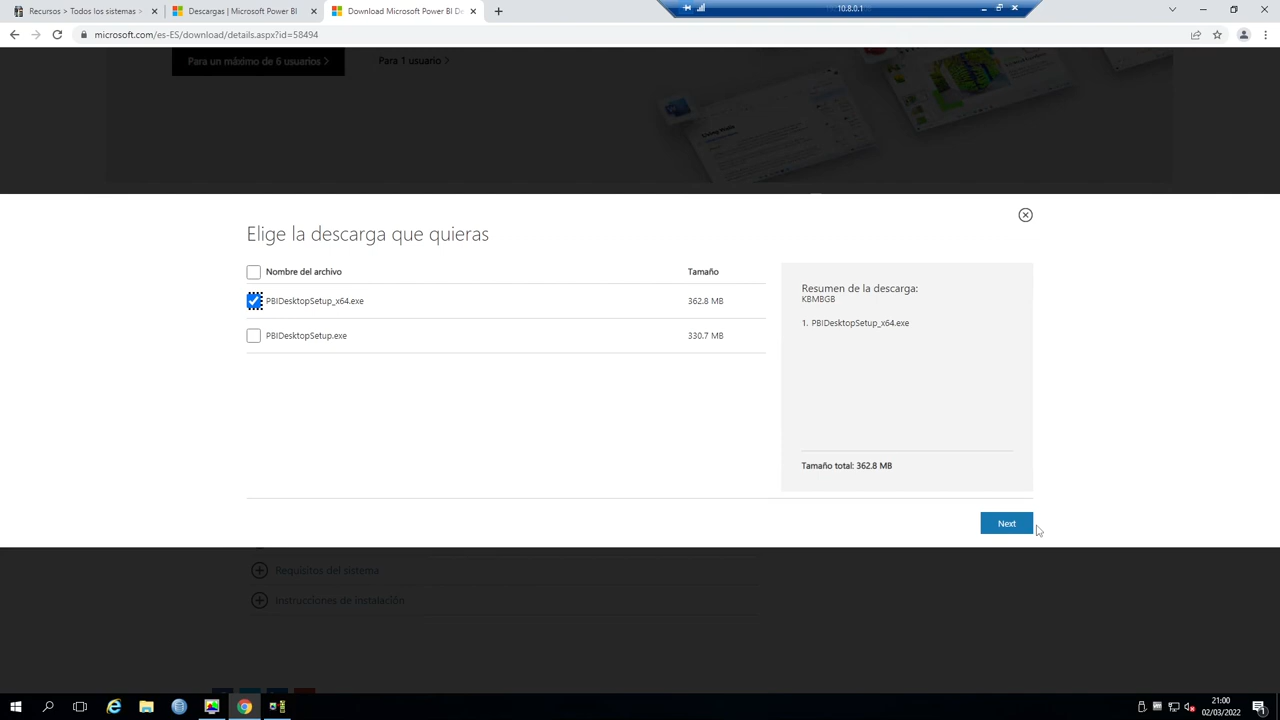 Recursos > Todos los sistemas >
Descargas | Microsoft Power BI
Download Microsoft Power BI De
10.8.0.1
microsoft.com/es-ES/download/details.aspx?id=58494
Para un máximo de 6 usuarios >
Para 1 usuario >
Elige la descarga que quieras
Nombre del archivo
Tamaño
PBIDesktopSetup_x64.exe
362.8 MB
PBIDesktopSetup.exe
330.7 MB
Resumen de la descarga:
KBMBGB
1. PBIDesktopSetup_x64.exe
Tamaño total: 362.8 MB
Next
Requisitos del sistema
Instrucciones de instalación
21:00
02/03/2022